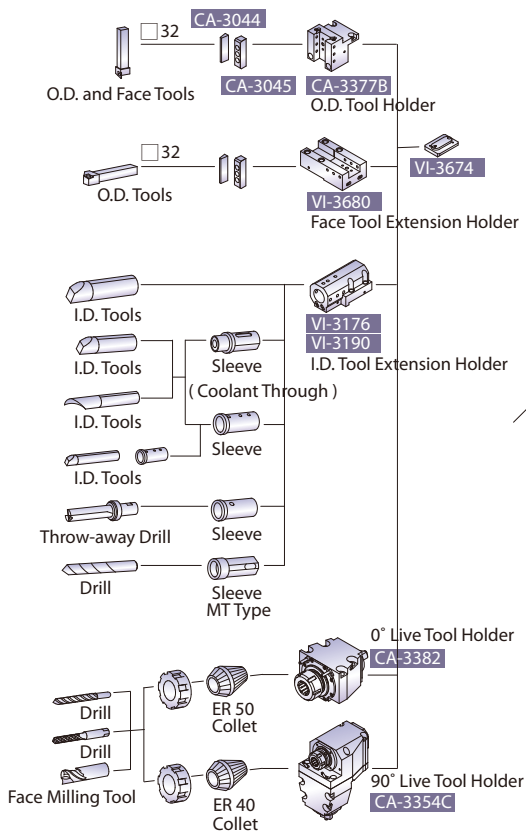 □32
CA-3044
CA-3045
CA-3377B
O.D. and Face Tools
O.D. Tool Holder
□32
VI-3674
O.D. Tools
VI-3680
Face Tool Extension Holder
I.D. Tools
VI-3176
VI-3190
I.D. Tool Extension Holder
I.D. Tools
Sleeve
( Coolant Through )
I.D. Tools
Sleeve
I.D. Tools
Throw-away Drill
Sleeve
Drill
Sleeve
MT Type
0° Live Tool Holder
CA-3382
Drill
ER 50
Collet
Drill
Face Milling Tool
ER 40
Collet
90° Live Tool Holder
CA-3354C